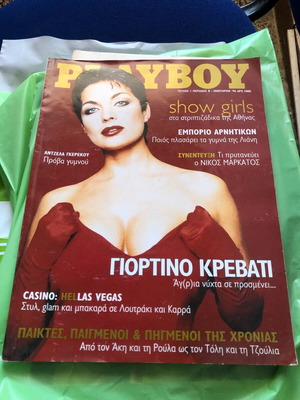 PLAYBOY
show girls
στα στριπτιζάδικα της Αθήνας
ΕΜΠΟΡΙΟ ΑΡΝΗΤΙΚΩΝ
Ποιός πλασάρει τα γυμνά της Λιάνη
ΣΥΝΕΝΤΕΥΞΗ Τι πρυτανεύει
ο ΝΙΚΟΣ ΜΑΡΚΑΤΟΣ
ΑΝΤΖΕΛΑ ΓΚΕΡΕΚΟΥ
Πρόβα γυμνού
ΓΙΟΡΤΙΝΟ ΚΡΕΒΑΤΙ
Άγ(ρ)ια νύχτα σε προσμένει...
CASINO: HELLAS VEGAS
Στυλ, glam και μπακαρά σε Λουτράκι και Καρρά
ΠΑΙΚΤΕΣ, ΠΑΙΓΜΕΝΟΙ & ΠΗΓΜΕΝΟΙ ΤΗΣ ΧΡΟΝΙΑΣ
Από τον Άκη και τη Ρούλα ως τον Τόλη και τη Τζούλια